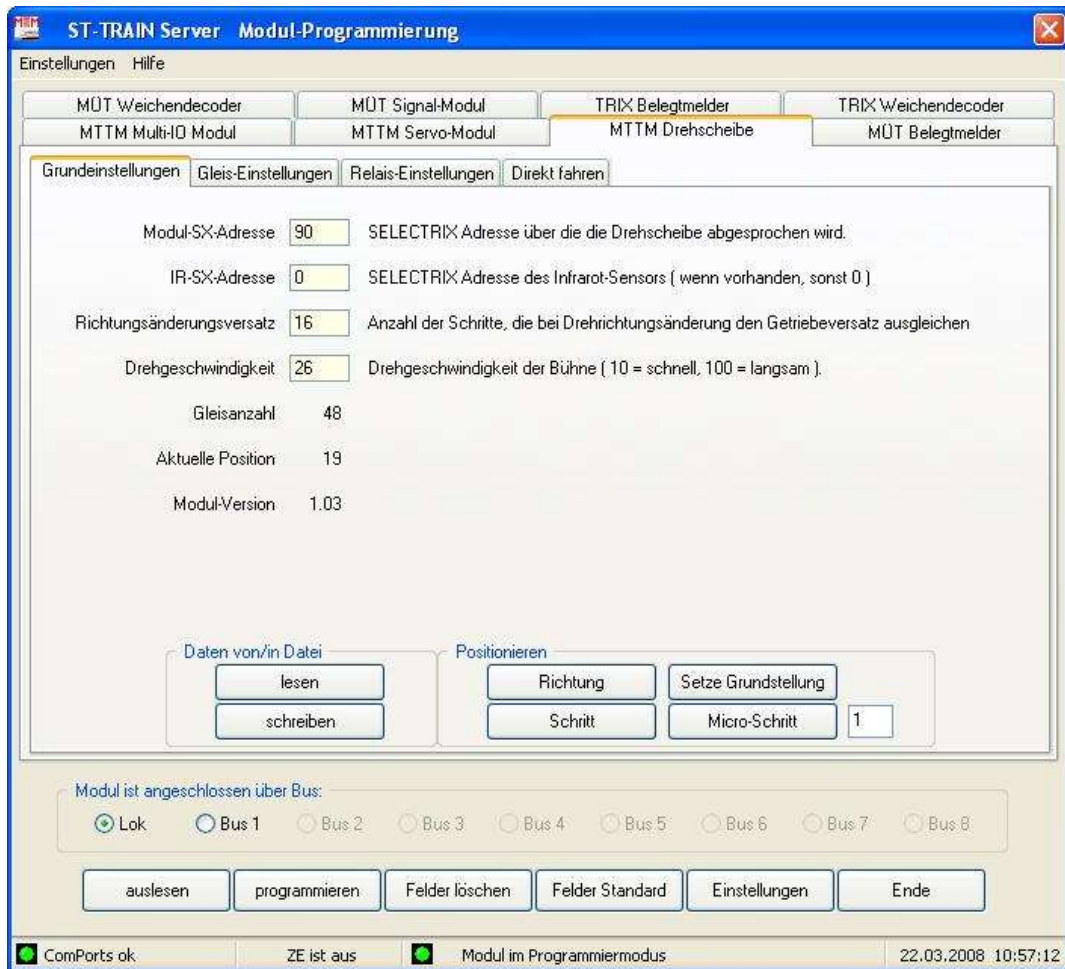 ST-TRAIN Server Modul-Programmierung
Einstellungen Hilfe
MÜT Weichendecoder MÜT Signal-Modul TRIX Belegtmelder TRIX Weichendecoder
MTTM Multi-IO Modul MTTM Servo-Modul MTTM Drehscheibe MÜT Belegtmelder
Grundeinstellungen Gleis-Einstellungen Relais-Einstellungen Direkt fahren
Modul-SX-Adresse 90 SELECTRIX Adresse über die die Drehscheibe abgesprochen wird.
IR-SX-Adresse 0 SELECTRIX Adresse des Infrarot-Sensors ( wenn vorhanden, sonst 0 )
Richtungsänderungsversatz 16 Anzahl der Schritte, die bei Drehrichtungsänderung den Getriebeversatz ausgleichen
Drehgeschwindigkeit 26 Drehgeschwindigkeit der Bühne ( 10 = schnell, 100 = langsam ).
Gleisanzahl 48
Aktuelle Position 19
Modul-Version 1.03
Daten von/in Datei Positionieren
lesen Richtung Setze Grundstellung
schreiben Schritt Micro-Schritt 1
Modul ist angeschlossen über Bus:
Lok Bus 1 Bus 2 Bus 3 Bus 4 Bus 5 Bus 6 Bus 7 Bus 8
auslesen programmieren Felder löschen Felder Standard Einstellungen Ende
ComPorts ok ZE ist aus Modul im Programmiermodus 22.03.2008 10:57:12